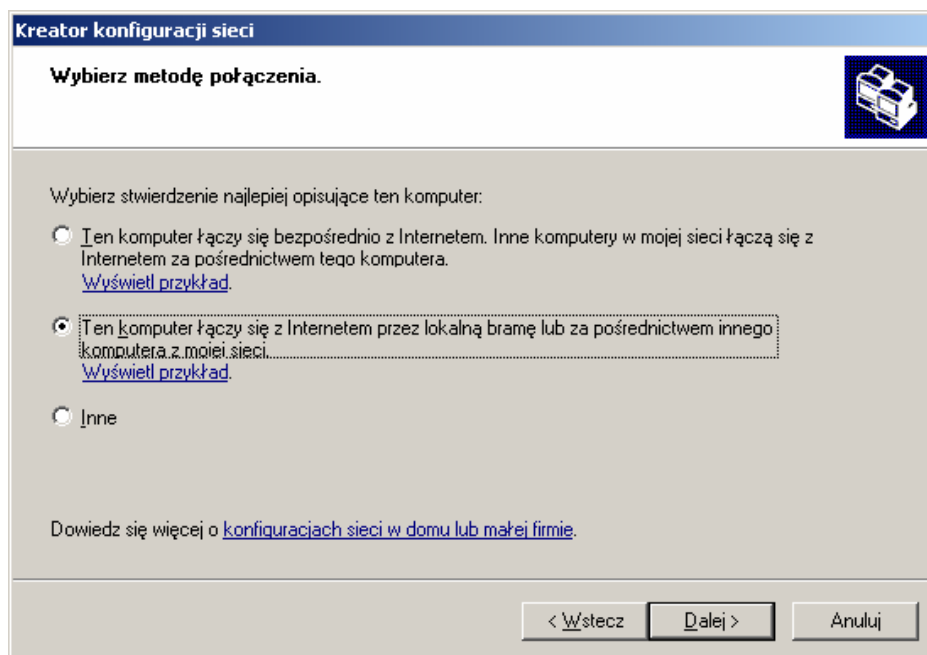 Kreator konfiguracji sieci
Wybierz metodę połączenia.
Wybierz stwierdzenie najlepiej opisujące ten komputer:
Ten komputer łączy się bezpośrednio z Internetem. Inne komputery w mojej sieci łączą się z
Internetem za pośrednictwem tego komputera.
Wyświetl przykład.
Ten komputer łączy się z Internetem przez lokalną bramę lub za pośrednictwem innego
komputera z mojej sieci.
Wyświetl przykład.
Inne
Dowiedz się więcej o konfiguracjach sieci w domu lub małej firmie.
< Wstecz Dalej > Anuluj